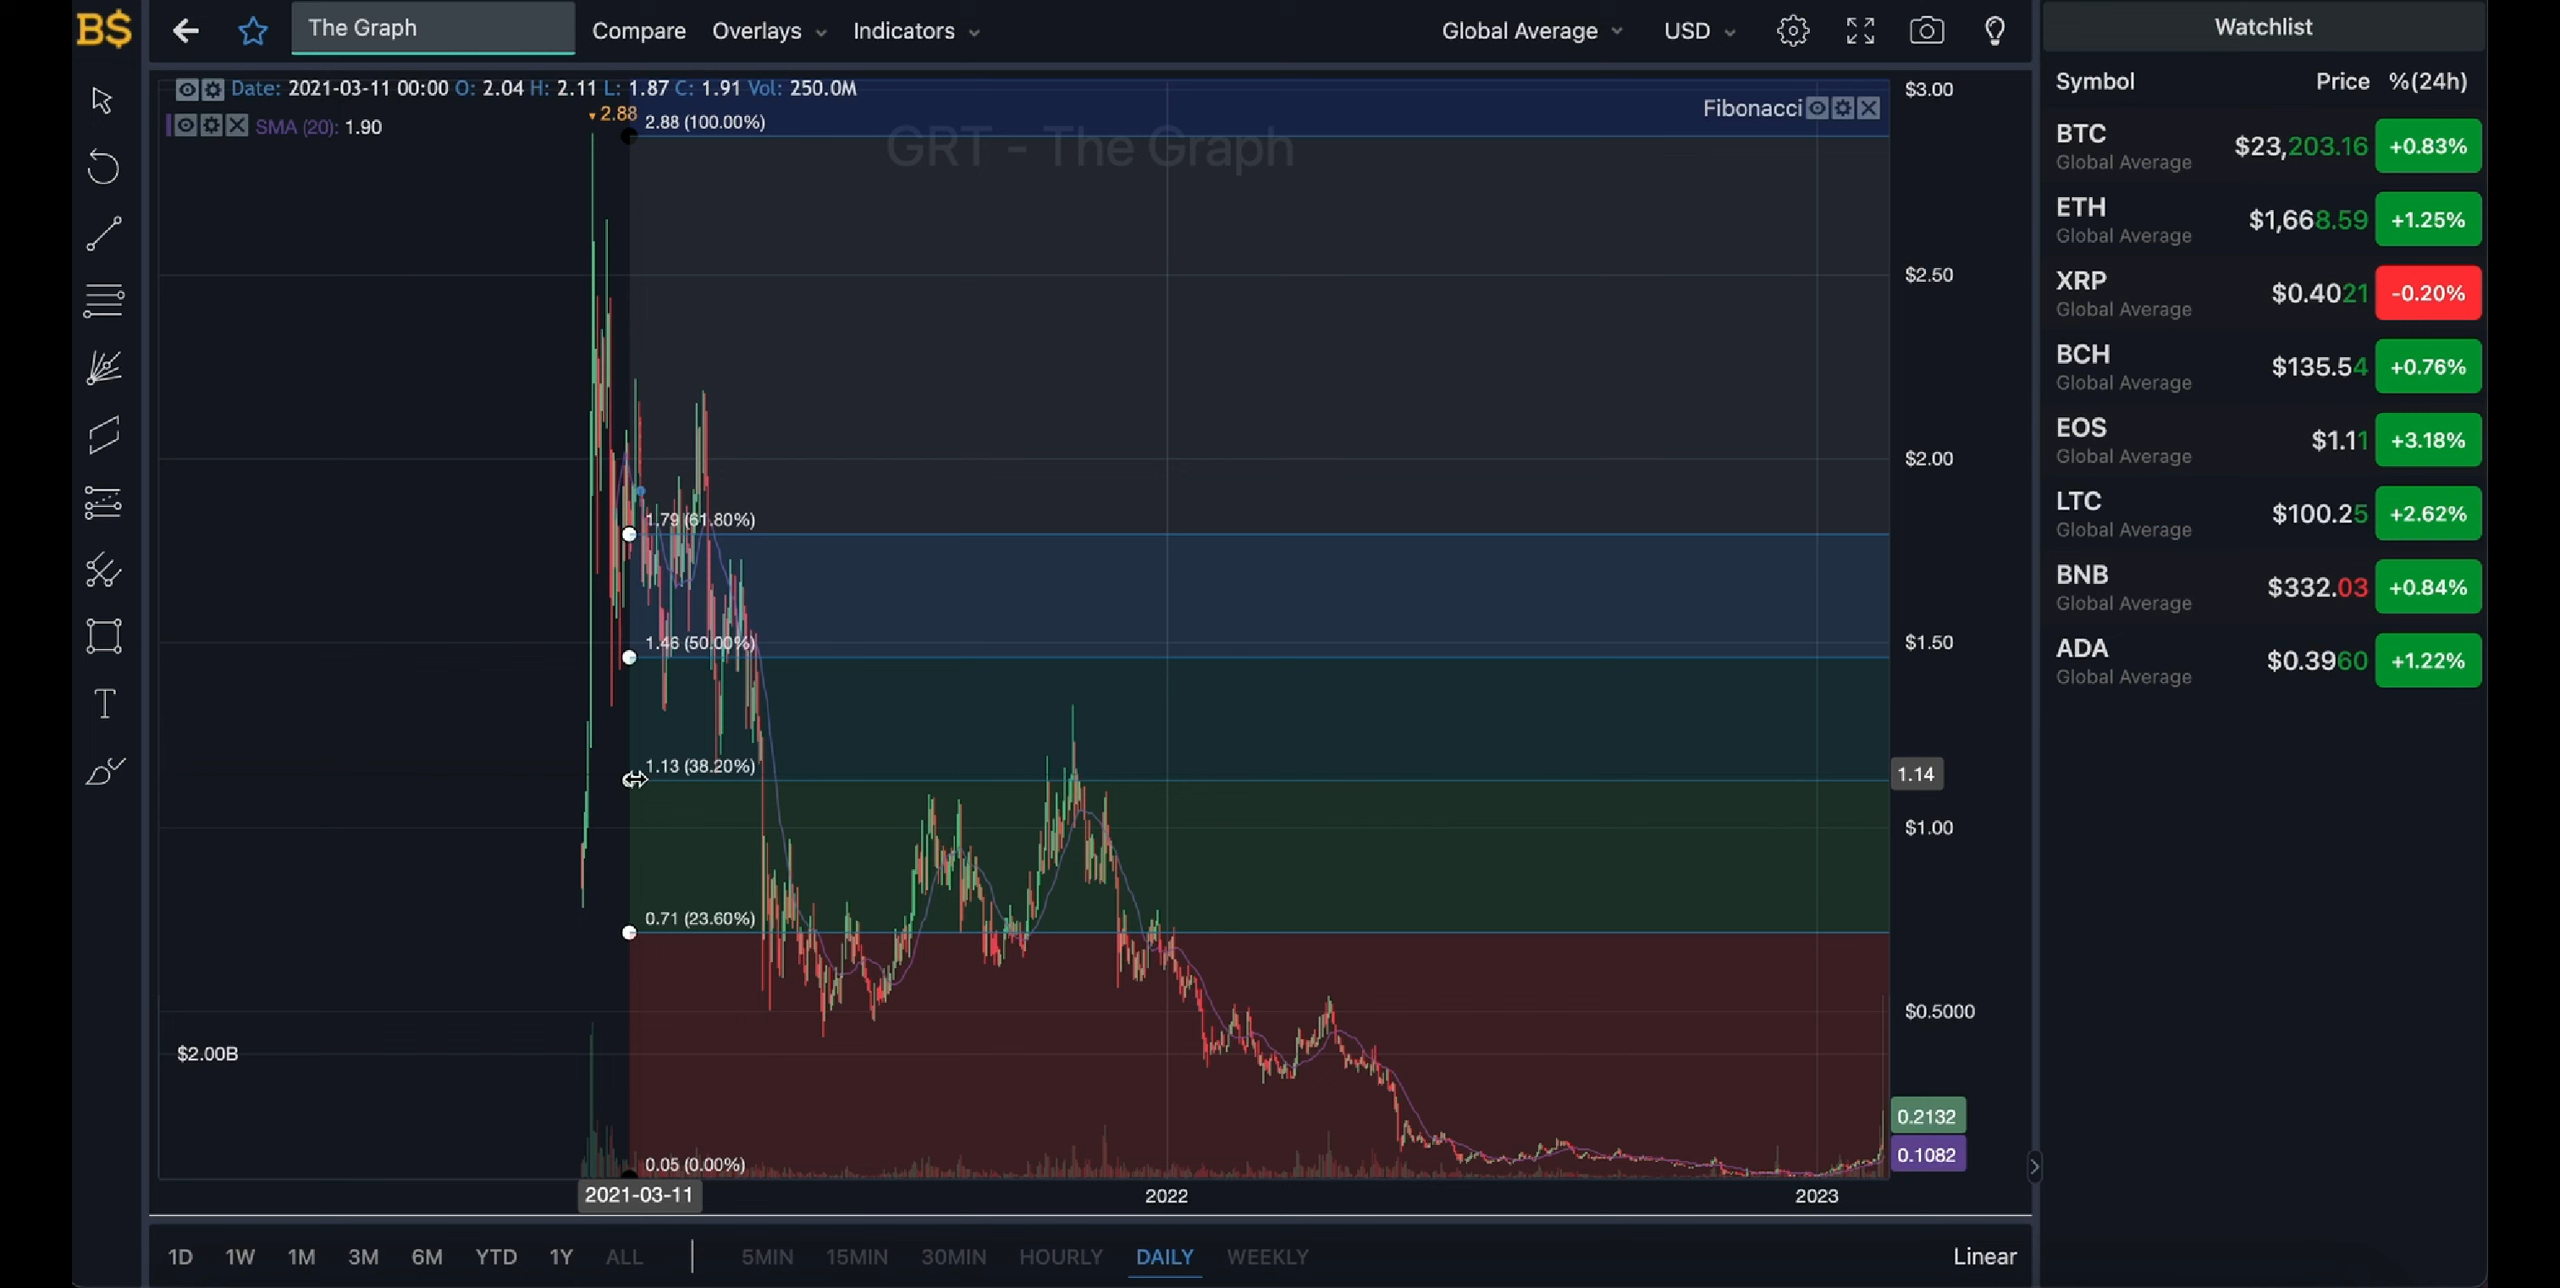 B$
The Graph
Compare
Overlays
Indicators
Global Average
USD
Date: 2021-03-11 00:00 O: 2.04 H: 2.11 L: 1.87 C: 1.91 Vol: 250.0M
SMA (20): 1.90
Fibonacci
GRT - The Graph
2.88
2.88 (100.00%)
1.79 (61.80%)
1.46 (50.00%)
1.13 (38.20%)
0.71 (23.60%)
0.05 (0.00%)
$3.00
$2.50
$2.00
$1.50
1.14
$1.00
$0.5000
0.2132
0.1082
$2.00B
2021-03-11
2022
2023
1D 1W 1M 3M 6M YTD 1Y ALL
5MIN 15MIN 30MIN HOURLY DAILY WEEKLY
Linear
T
Watchlist
Symbol Price %(24h)
BTC $23,203.16 +0.83%
Global Average
ETH $1,668.59 +1.25%
Global Average
XRP $0.4021 -0.20%
Global Average
BCH $135.54 +0.76%
Global Average
EOS $1.11 +3.18%
Global Average
LTC $100.25 +2.62%
Global Average
BNB $332.03 +0.84%
Global Average
ADA $0.3960 +1.22%
Global Average